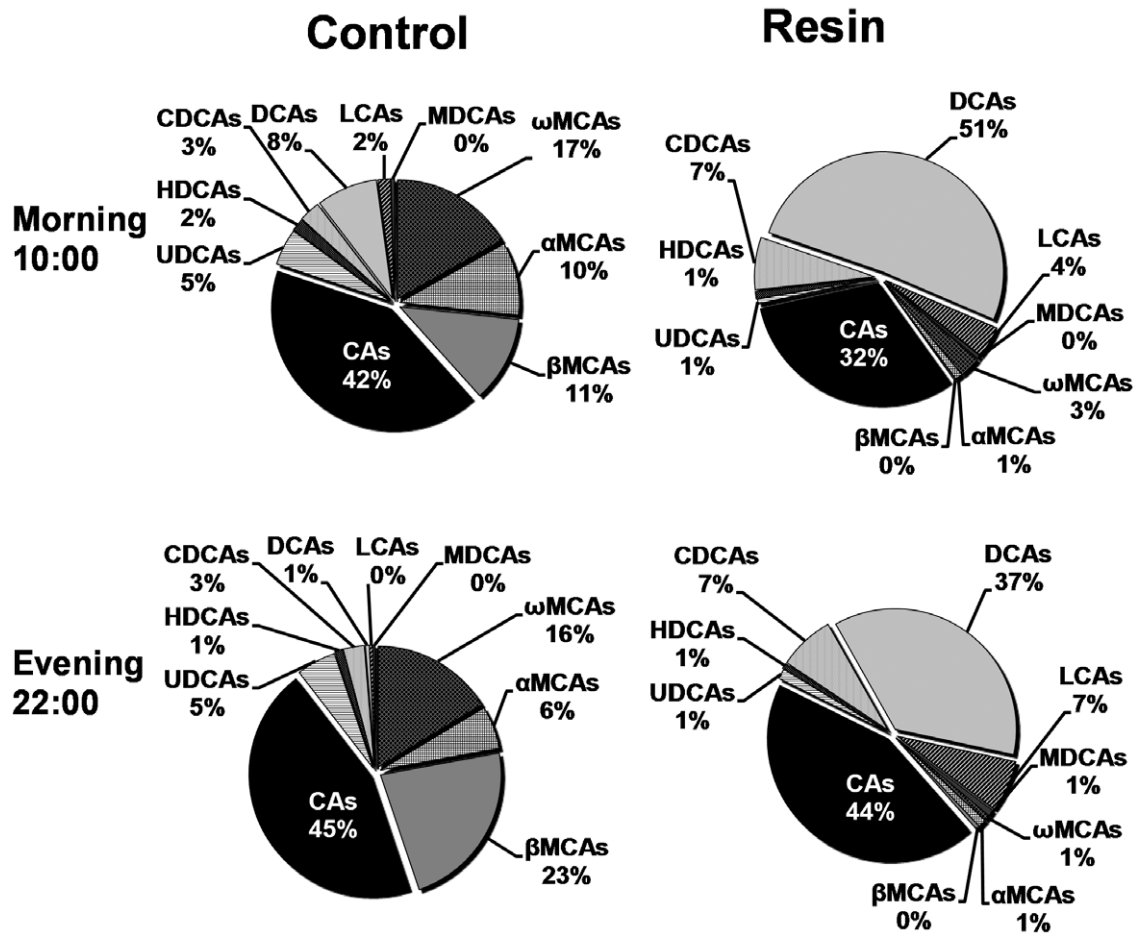 Control
Resin
Morning
10:00
CDCAs
3%
DCAs
8%
LCAs
2%
MDCAs
0%
ωMCAs
17%
HDCAs
2%
UDCAs
5%
αMCAs
10%
CAs
42%
βMCAs
11%
DCAs
51%
CDCAs
7%
HDCAs
1%
UDCAs
1%
LCAs
4%
MDCAs
0%
CAs
32%
ωMCAs
3%
βMCAs
0%
αMCAs
1%
Evening
22:00
CDCAs
3%
DCAs
1%
LCAs
0%
MDCAs
0%
HDCAs
1%
ωMCAs
16%
UDCAs
5%
αMCAs
6%
CAs
45%
βMCAs
23%
CDCAs
7%
DCAs
37%
HDCAs
1%
UDCAs
1%
LCAs
7%
MDCAs
1%
CAs
44%
ωMCAs
1%
βMCAs
0%
αMCAs
1%